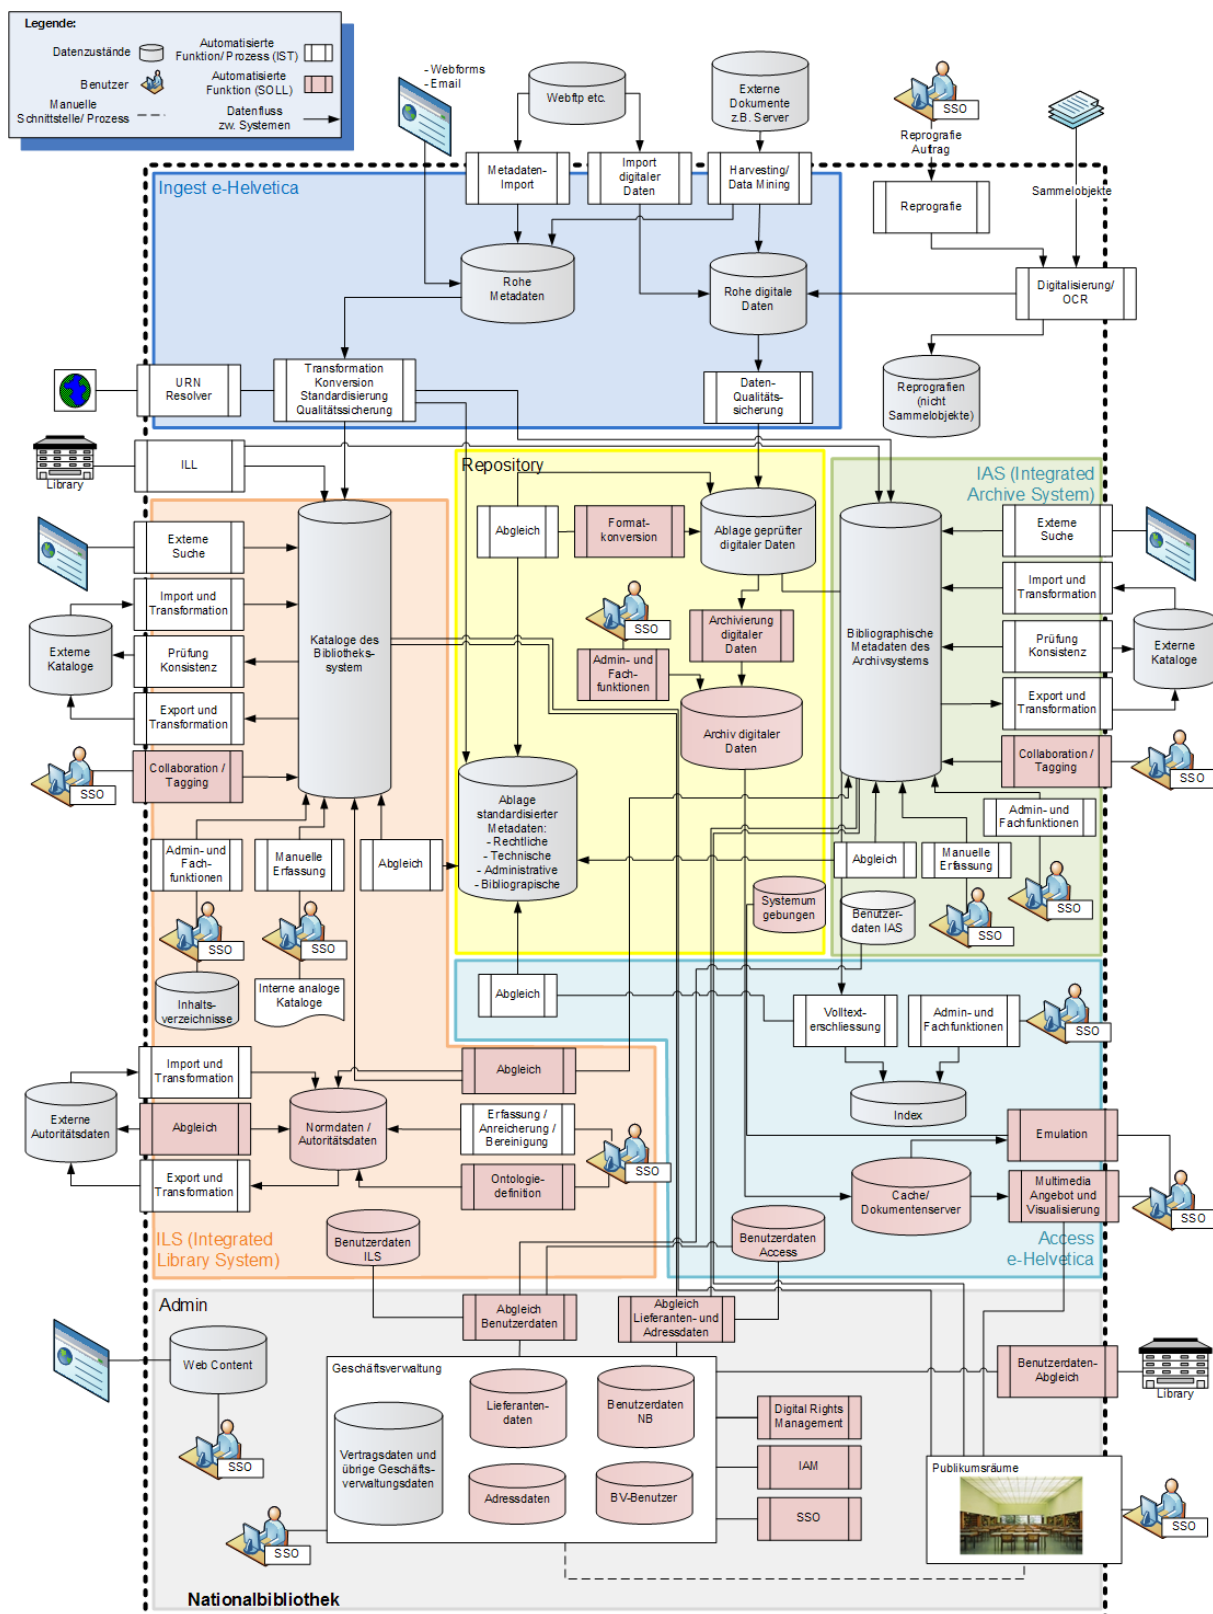 Legende:
Datenzustände
Automatisierte
Funktion/ Prozess (IST)
Benutzer
Automatisierte
Funktion (SOLL)
Manuelle
Schnittstelle/ Prozess
Datenfluss
zw. Systemen
- Webforms
- Email
Webftp etc.
Externe
Dokumente
z.B. Server
SSO
Reprografie
Auftrag
Sammelobjekte
Ingest e-Helvetica
Metadaten-
Import
Import
digitaler
Daten
Harvesting/
Data Mining
Reprografie
Rohe
Metadaten
Rohe digitale
Daten
Digitalisierung/
OCR
URN
Resolver
Transformation
Konversion
Standardisierung
Qualitätssicherung
Daten-
Qualitäts-
sicherung
Reprografien
(nicht
Sammelobjekte)
Library
ILL
Repository
IAS (Integrated
Archive System)
Externe
Suche
Import und
Transformation
Externe
Kataloge
Prüfung
Konsistenz
Export und
Transformation
SSO
Collaboration /
Tagging
Kataloge des
Bibliotheks-
system
Abgleich
Format-
konversion
Ablage geprüfter
digitaler Daten
SSO
Admin- und
Fach-
funktionen
Archivierung
digitaler
Daten
Archiv digitaler
Daten
Bibliographische
Metadaten des
Archivsystems
Externe
Suche
Import und
Transformation
Prüfung
Konsistenz
Externe
Kataloge
Export und
Transformation
Collaboration /
Tagging
SSO
Ablage
standardisierter
Metadaten:
- Rechtliche
- Technische
- Administrative
- Bibliograpische
Admin- und
Fach-
funktionen
Manuelle
Erfassung
Abgleich
SSO
SSO
Inhalts-
verzeichnisse
Interne analoge
Kataloge
Systemum
gebungen
Abgleich
Manuelle
Erfassung
Admin- und
Fachfunktionen
Benutzer-
daten IAS
SSO
SSO
Abgleich
Volltext-
erschliessung
Admin- und
Fachfunktionen
SSO
Index
Import und
Transformation
Externe
Autoritätsdaten
Abgleich
Export und
Transformation
Normdaten /
Autoritätsdaten
Abgleich
Erfassung /
Anreicherung /
Bereinigung
Ontologie-
definition
SSO
Emulation
Cache/
Dokumentenserver
Multimedia
Angebot und
Visualisierung
SSO
ILS (Integrated
Library System)
Benutzerdaten
ILS
Benutzerdaten
Access
Access
e-Helvetica
Admin
Abgleich
Benutzerdaten
Abgleich
Lieferanten- und
Adressdaten
Web Content
SSO
Geschäftsverwaltung
Lieferanten-
daten
Benutzerdaten
NB
Vertragsdaten und
übrige Geschäfts-
verwaltungsdaten
Adressdaten
BV-Benutzer
Digital Rights
Management
IAM
SSO
Benutzerdaten-
Abgleich
Library
Publikumsräume
SSO
SSO
Nationalbibliothek